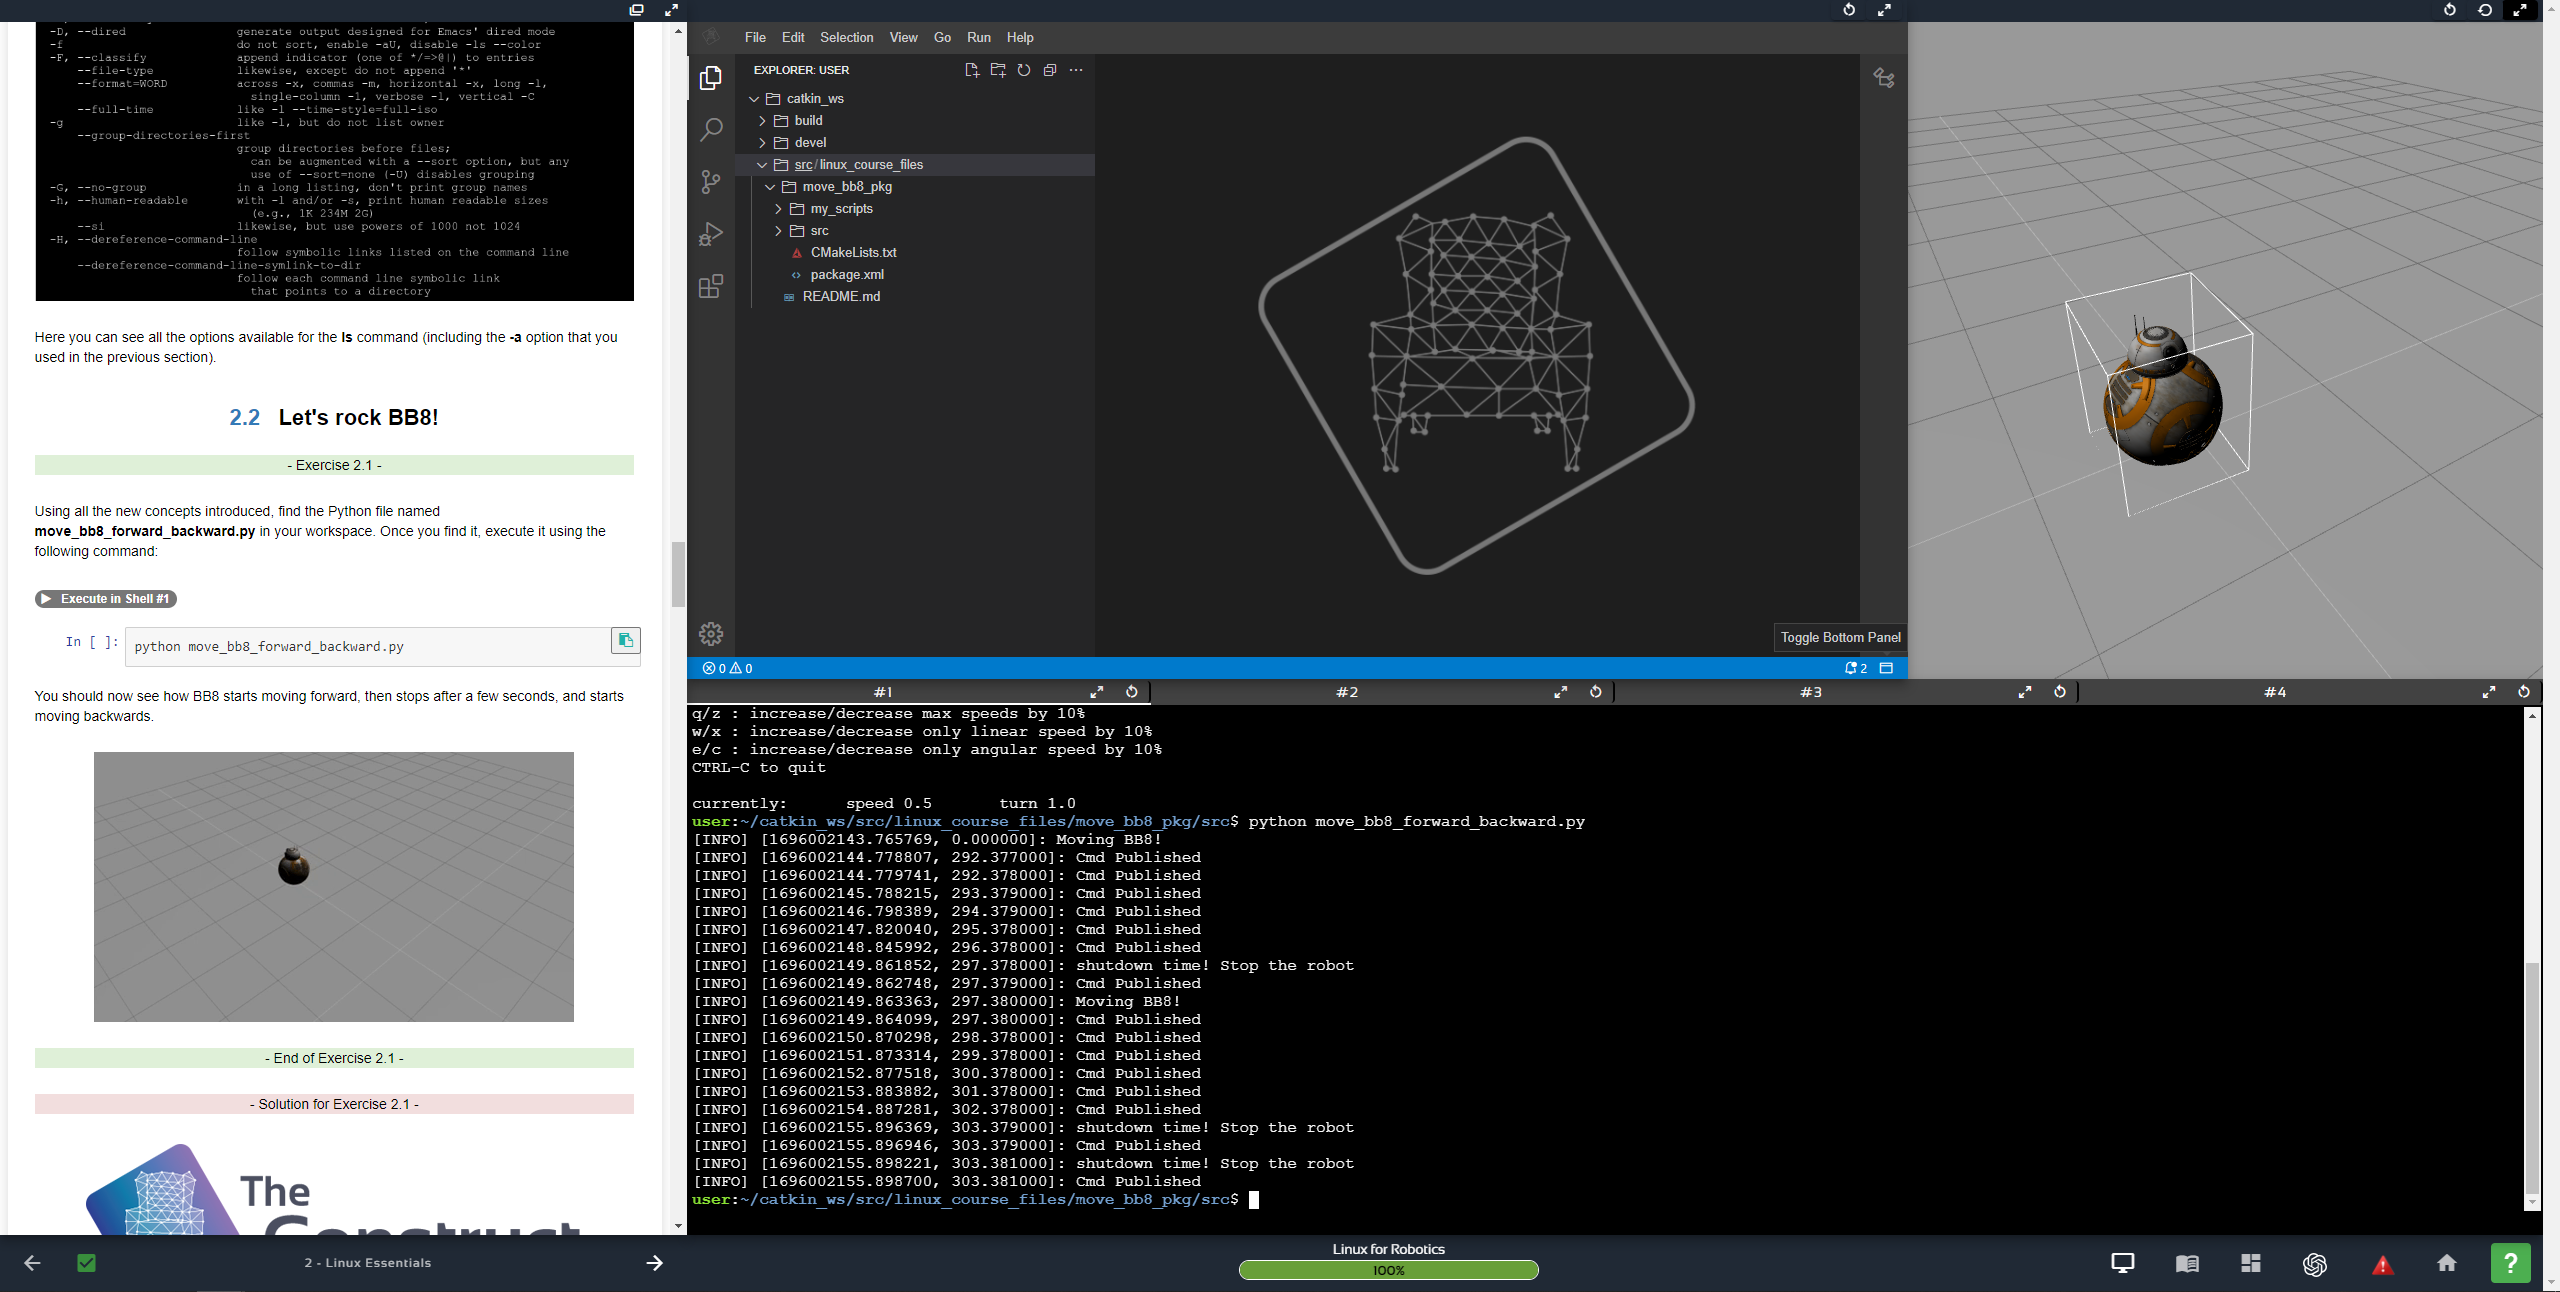 -D, --dired generate output designed for Emacs' dired mode
-f do not sort, enable -aU, disable -ls --color
-F, --classify append indicator (one of */=>@|) to entries
--file-type likewise, except do not append '*'
--format=WORD across -x, commas -m, horizontal -x, long -l,
single-column -1, verbose -l, vertical -C
--full-time like -l --time-style=full-iso
-g like -l, but do not list owner
--group-directories-first
group directories before files;
can be augmented with a --sort option, but any
use of --sort=none (-U) disables grouping
-G, --no-group in a long listing, don't print group names
-h, --human-readable with -l and/or -s, print human readable sizes
(e.g., 1K 234M 2G)
--si likewise, but use powers of 1000 not 1024
-H, --dereference-command-line
follow symbolic links listed on the command line
--dereference-command-line-symlink-to-dir
follow each command line symbolic link
that points to a directory
Here you can see all the options available for the ls command (including the -a option that you
used in the previous section).
2.2 Let's rock BB8!
- Exercise 2.1 -
Using all the new concepts introduced, find the Python file named
move_bb8_forward_backward.py in your workspace. Once you find it, execute it using the
following command:
Execute in Shell #1
In [ ]: python move_bb8_forward_backward.py
You should now see how BB8 starts moving forward, then stops after a few seconds, and starts
moving backwards.
- End of Exercise 2.1 -
- Solution for Exercise 2.1 -
The
Construct
File Edit Selection View Go Run Help
EXPLORER: USER
catkin_ws
build
devel
src/linux_course_files
move_bb8_pkg
my_scripts
src
CMakeLists.txt
package.xml
README.md
Toggle Bottom Panel
0 0 2
#1 #2 #3 #4
q/z : increase/decrease max speeds by 10%
w/x : increase/decrease only linear speed by 10%
e/c : increase/decrease only angular speed by 10%
CTRL-C to quit
currently: speed 0.5 turn 1.0
user:~/catkin_ws/src/linux_course_files/move_bb8_pkg/src$ python move_bb8_forward_backward.py
[INFO] [1696002143.765769, 0.000000]: Moving BB8!
[INFO] [1696002144.778807, 292.377000]: Cmd Published
[INFO] [1696002144.779741, 292.378000]: Cmd Published
[INFO] [1696002145.788215, 293.379000]: Cmd Published
[INFO] [1696002146.798389, 294.379000]: Cmd Published
[INFO] [1696002147.820040, 295.378000]: Cmd Published
[INFO] [1696002148.845992, 296.378000]: Cmd Published
[INFO] [1696002149.861852, 297.378000]: shutdown time! Stop the robot
[INFO] [1696002149.862748, 297.379000]: Cmd Published
[INFO] [1696002149.863363, 297.380000]: Moving BB8!
[INFO] [1696002149.864099, 297.380000]: Cmd Published
[INFO] [1696002150.870298, 298.378000]: Cmd Published
[INFO] [1696002151.873314, 299.378000]: Cmd Published
[INFO] [1696002152.877518, 300.378000]: Cmd Published
[INFO] [1696002153.883882, 301.378000]: Cmd Published
[INFO] [1696002154.887281, 302.378000]: Cmd Published
[INFO] [1696002155.896369, 303.379000]: shutdown time! Stop the robot
[INFO] [1696002155.896946, 303.379000]: Cmd Published
[INFO] [1696002155.898221, 303.381000]: shutdown time! Stop the robot
[INFO] [1696002155.898700, 303.381000]: Cmd Published
user:~/catkin_ws/src/linux_course_files/move_bb8_pkg/src$
2 - Linux Essentials
Linux for Robotics
100%
?